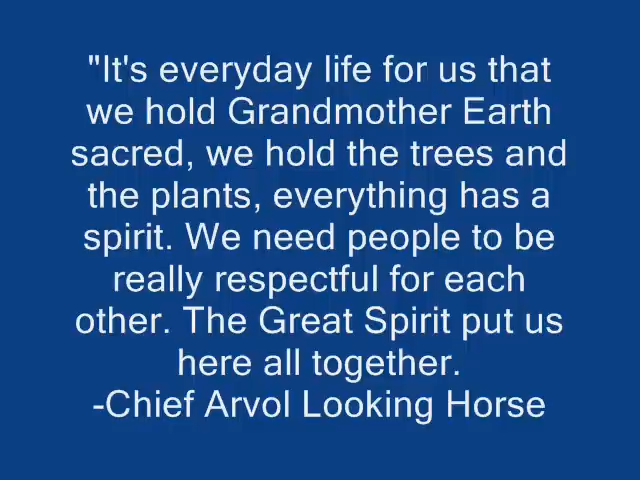 "It's everyday life for us that
we hold Grandmother Earth
sacred, we hold the trees and
the plants, everything has a
spirit. We need people to be
really respectful for each
other. The Great Spirit put us
here all together.
-Chief Arvol Looking Horse